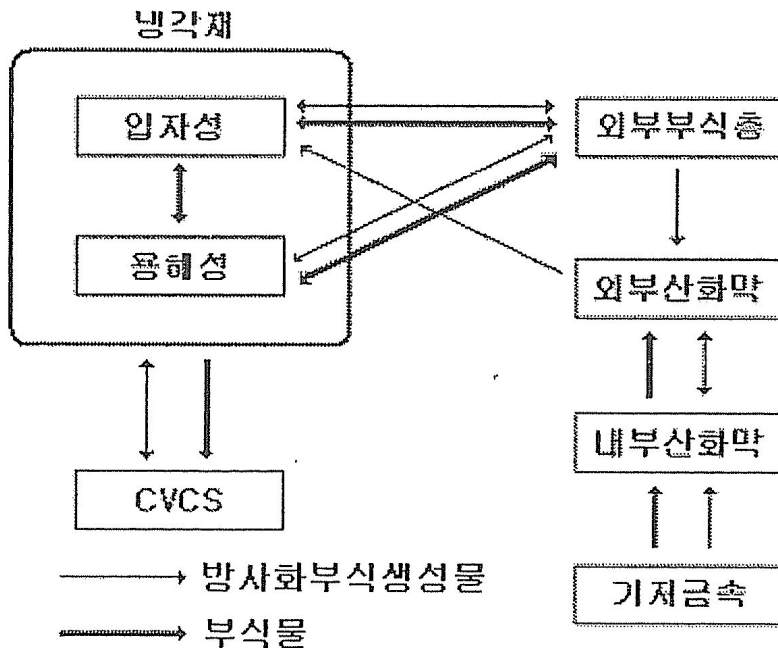 냉각재
입자성
외부부식층
용해성
외부산화막
내부산화막
CVCS
기저금속
방사화부식생성물
부식물